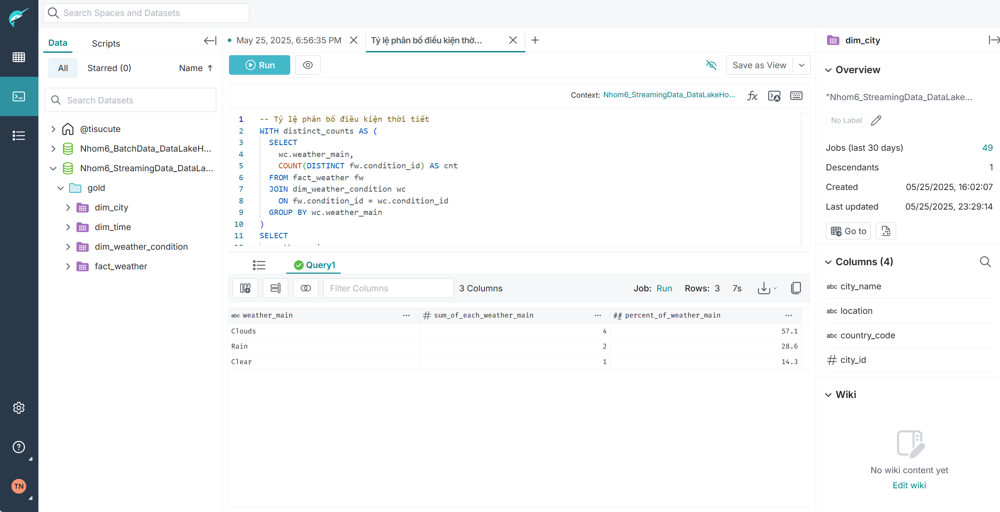 Search Spaces and Datasets
Data
Scripts
All
Starred (0)
Name
Search Datasets
@tisucute
Nhom6_BatchData_DataLakeH...
Nhom6_StreamingData_DataLa...
gold
dim_city
dim_time
dim_weather_condition
fact_weather
TN
May 25, 2025, 6:56:35 PM
Tỷ lệ phân bố điều kiện thờ...
Run
Save as View
Context: Nhom6_StreamingData_DataLakeHo...
1 -- Tỷ lệ phân bố điều kiện thời tiết
2 WITH distinct_counts AS (
3 SELECT
4 wc.weather_main,
5 COUNT(DISTINCT fw.condition_id) AS cnt
6 FROM fact_weather fw
7 JOIN dim_weather_condition wc
8 ON fw.condition_id = wc.condition_id
9 GROUP BY wc.weather_main
10 )
11 SELECT
Query1
Filter Columns
3 Columns
Job: Run
Rows: 3
7s
abc weather_main ... # sum_of_each_weather_main ... ## percent_of_weather_main ...
Clouds 4 57.1
Rain 2 28.6
Clear 1 14.3
dim_city
Overview
"Nhom6_StreamingData_DataLake...
No Label
Jobs (last 30 days) 49
Descendants 1
Created 05/25/2025, 16:02:07
Last updated 05/25/2025, 23:29:14
Go to
Columns (4)
abc city_name
abc location
abc country_code
# city_id
Wiki
No wiki content yet
Edit wiki